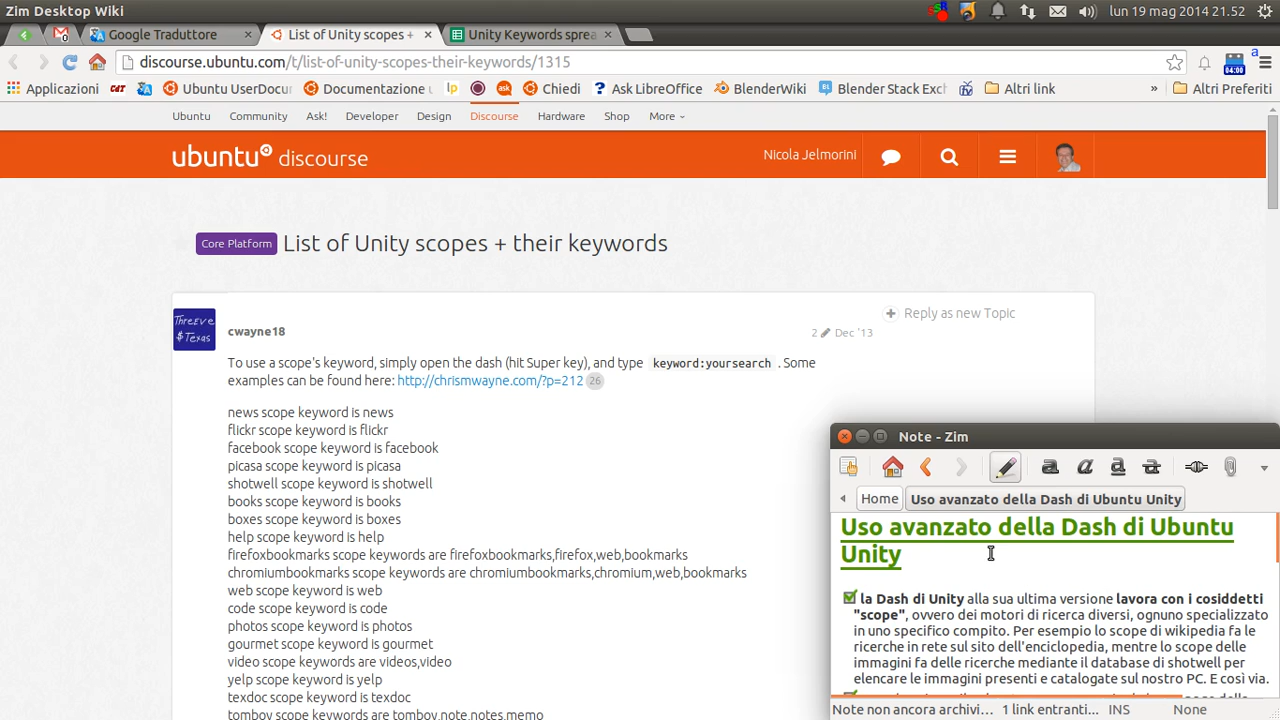 Zim Desktop Wiki
lun 19 mag 2014 21.52
Google Traduttore
List of Unity scopes +
Unity Keywords sprea
discourse.ubuntu.com/t/list-of-unity-scopes-their-keywords/1315
04:00
Applicazioni
CAT
Ubuntu UserDocu
Documentazione u
lp
ask
Chiedi
? Ask LibreOffice
BlenderWiki
Blender Stack Exch
Altri link
»
Altri Preferiti
Ubuntu Community Ask! Developer Design Discourse Hardware Shop More
ubuntu discourse
Nicola Jelmorini
Core Platform
List of Unity scopes + their keywords
ThreEve
$Texas
cwayne18
+ Reply as new Topic
2 Dec '13
To use a scope's keyword, simply open the dash (hit Super key), and type keyword:yoursearch . Some
examples can be found here: http://chrismwayne.com/?p=212 26
news scope keyword is news
flickr scope keyword is flickr
facebook scope keyword is facebook
picasa scope keyword is picasa
shotwell scope keyword is shotwell
books scope keyword is books
boxes scope keyword is boxes
help scope keyword is help
firefoxbookmarks scope keywords are firefoxbookmarks,firefox,web,bookmarks
chromiumbookmarks scope keywords are chromiumbookmarks,chromium,web,bookmarks
web scope keyword is web
code scope keyword is code
photos scope keyword is photos
gourmet scope keyword is gourmet
video scope keywords are videos,video
yelp scope keyword is yelp
texdoc scope keyword is texdoc
tomboy scope keywords are tomboy,note,notes,memo
Note - Zim
Home
Uso avanzato della Dash di Ubuntu Unity
Uso avanzato della Dash di Ubuntu
Unity
la Dash di Unity alla sua ultima versione lavora con i cosiddetti
"scope", ovvero dei motori di ricerca diversi, ognuno specializzato
in uno specifico compito. Per esempio lo scope di wikipedia fa le
ricerche in rete sul sito dell'enciclopedia, mentre lo scope delle
immagini fa delle ricerche mediante il database di shotwell per
elencare le immagini presenti e catalogate sul nostro PC. E così via.
Note non ancora archivi...
1 link entranti...
INS
None